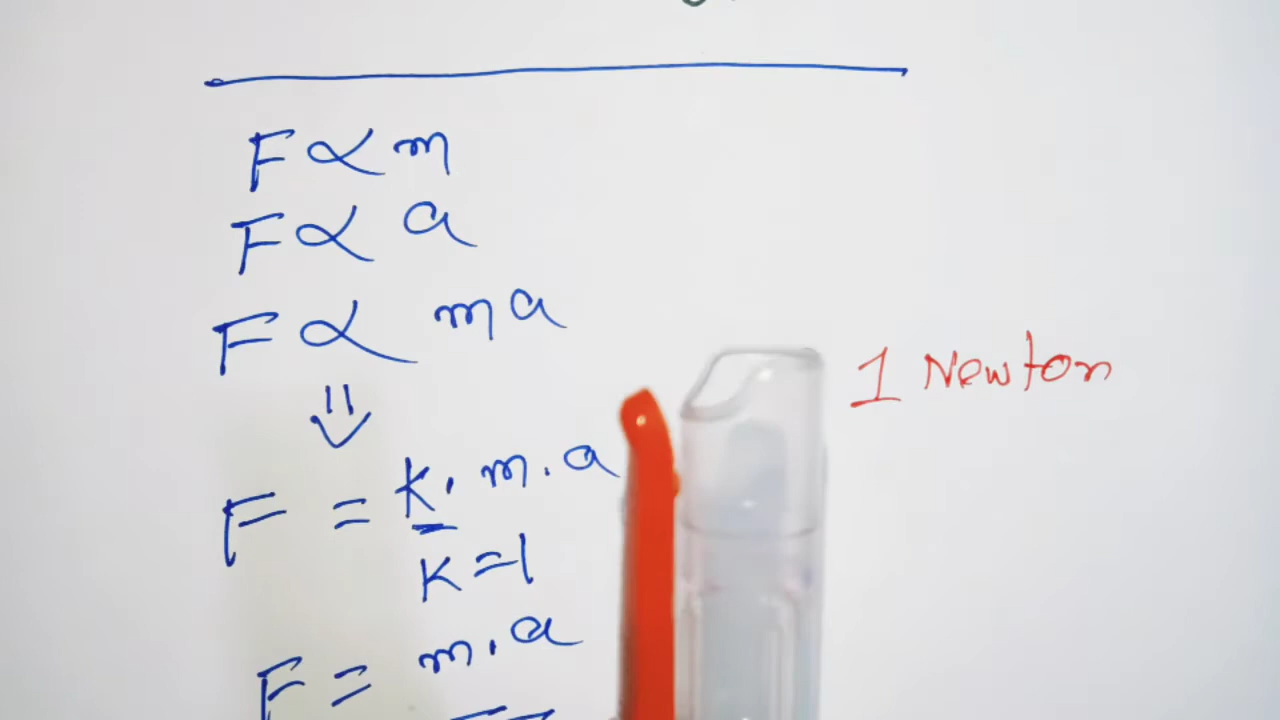 F ∝ m
F ∝ a
F ∝ ma
⇓
1 Newton
F = K. m.a
K=1
F = m.a